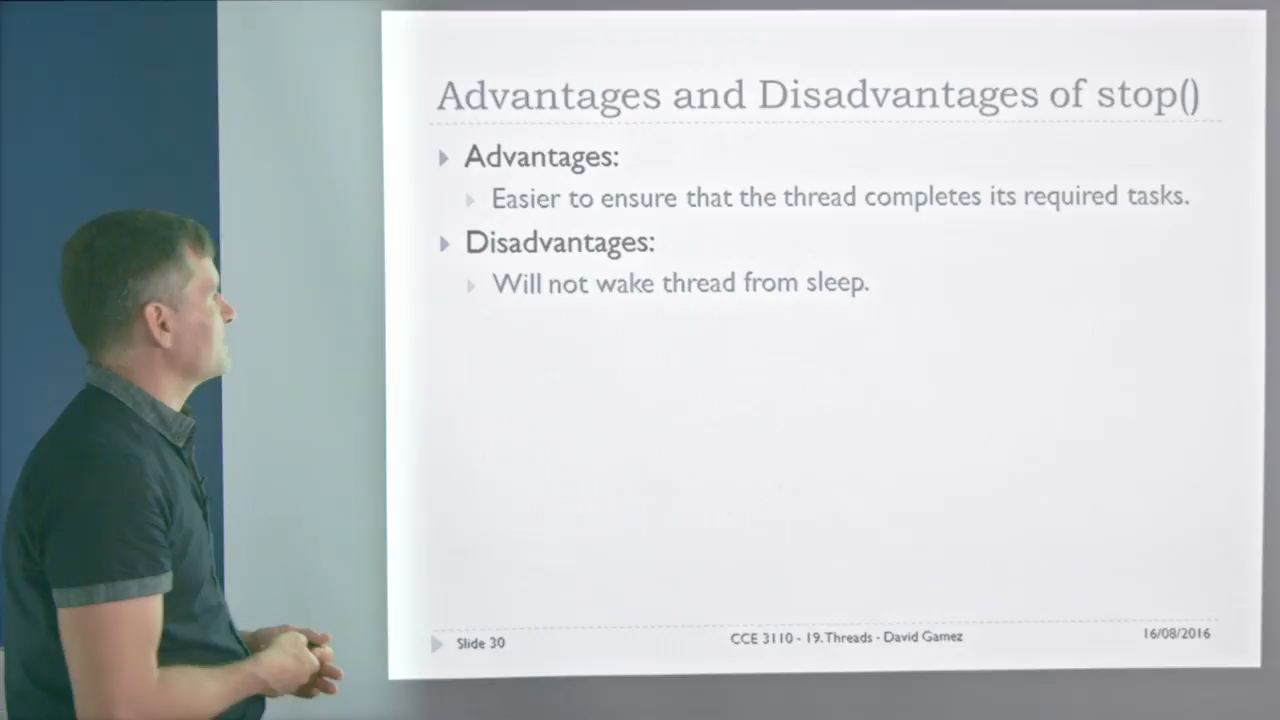 Advantages and Disadvantages of stop()
Advantages:
Easier to ensure that the thread completes its required tasks.
Disadvantages:
Will not wake thread from sleep.
Slide 30
CCE 3110 - 19.Threads - David Gamez
16/08/2016